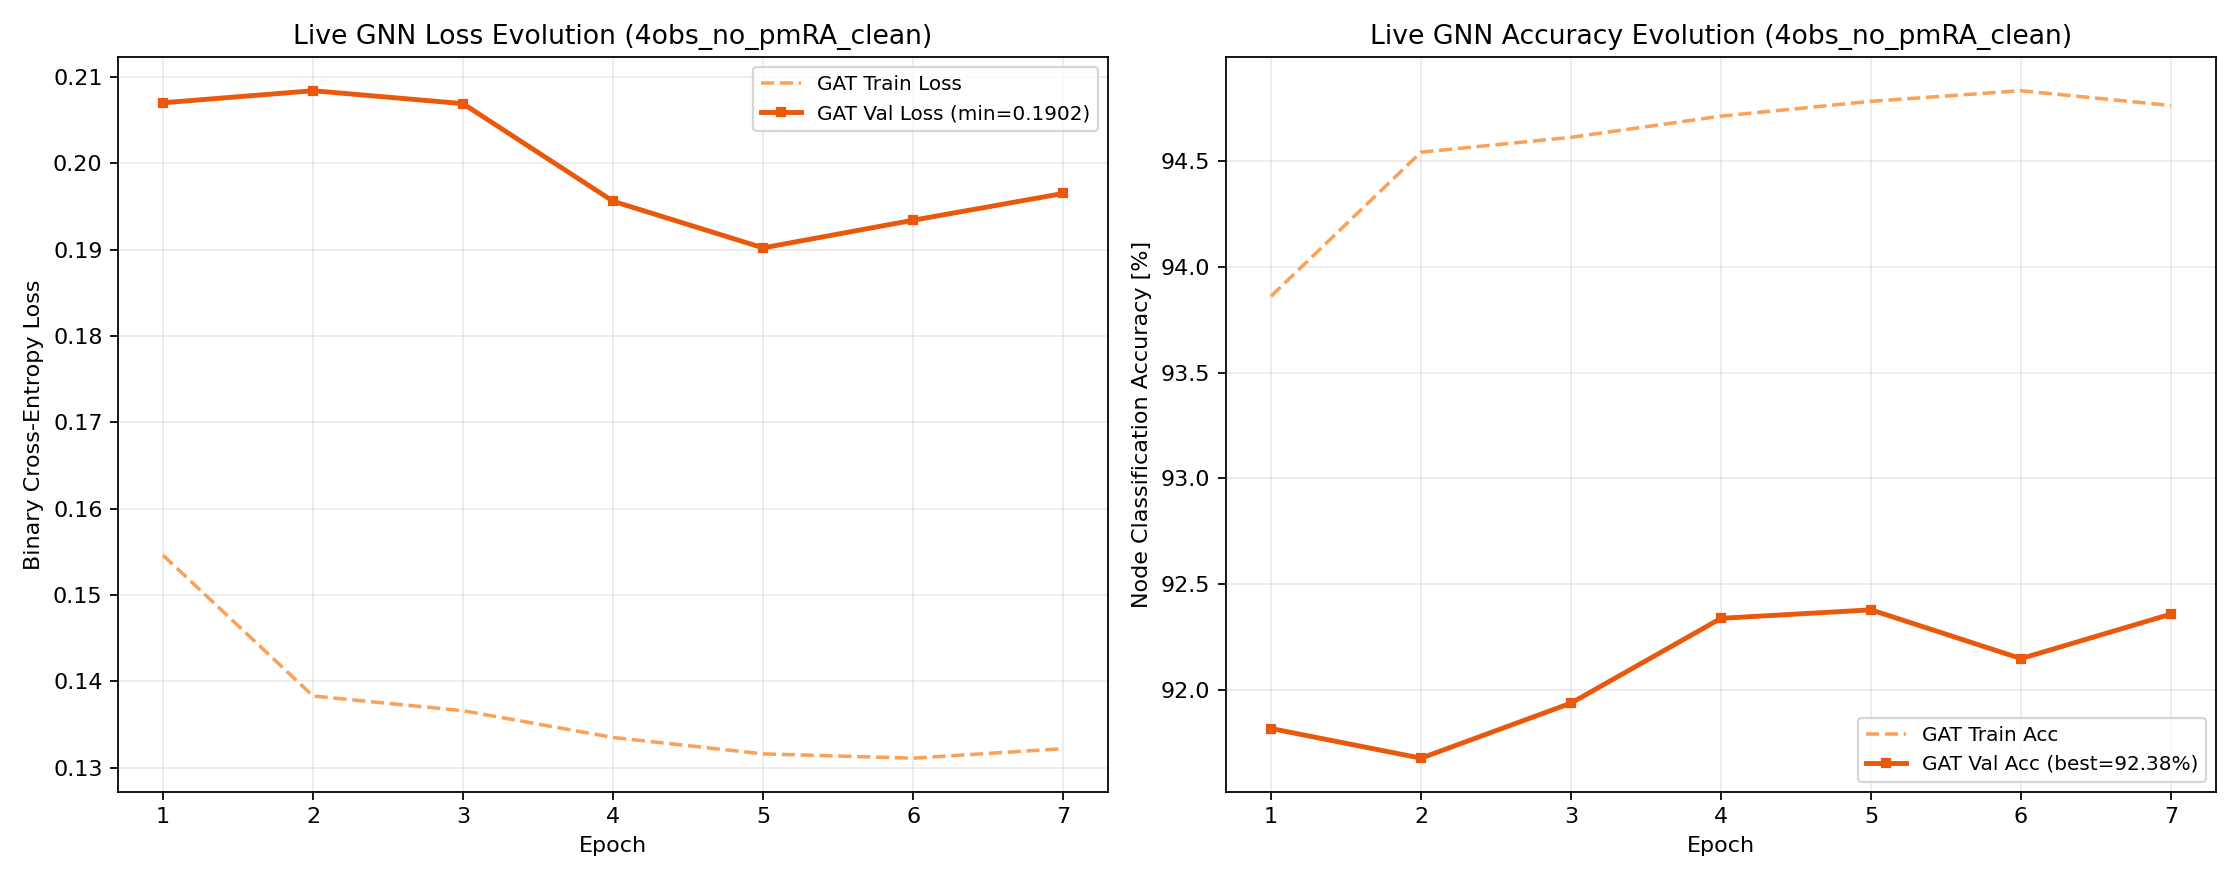 Live GNN Loss Evolution (4obs_no_pmRA_clean)
Binary Cross-Entropy Loss
0.21
0.20
0.19
0.18
0.17
0.16
0.15
0.14
0.13
GAT Train Loss
GAT Val Loss (min=0.1902)
1 2 3 4 5 6 7
Epoch
Live GNN Accuracy Evolution (4obs_no_pmRA_clean)
Node Classification Accuracy [%]
94.5
94.0
93.5
93.0
92.5
92.0
GAT Train Acc
GAT Val Acc (best=92.38%)
1 2 3 4 5 6 7
Epoch